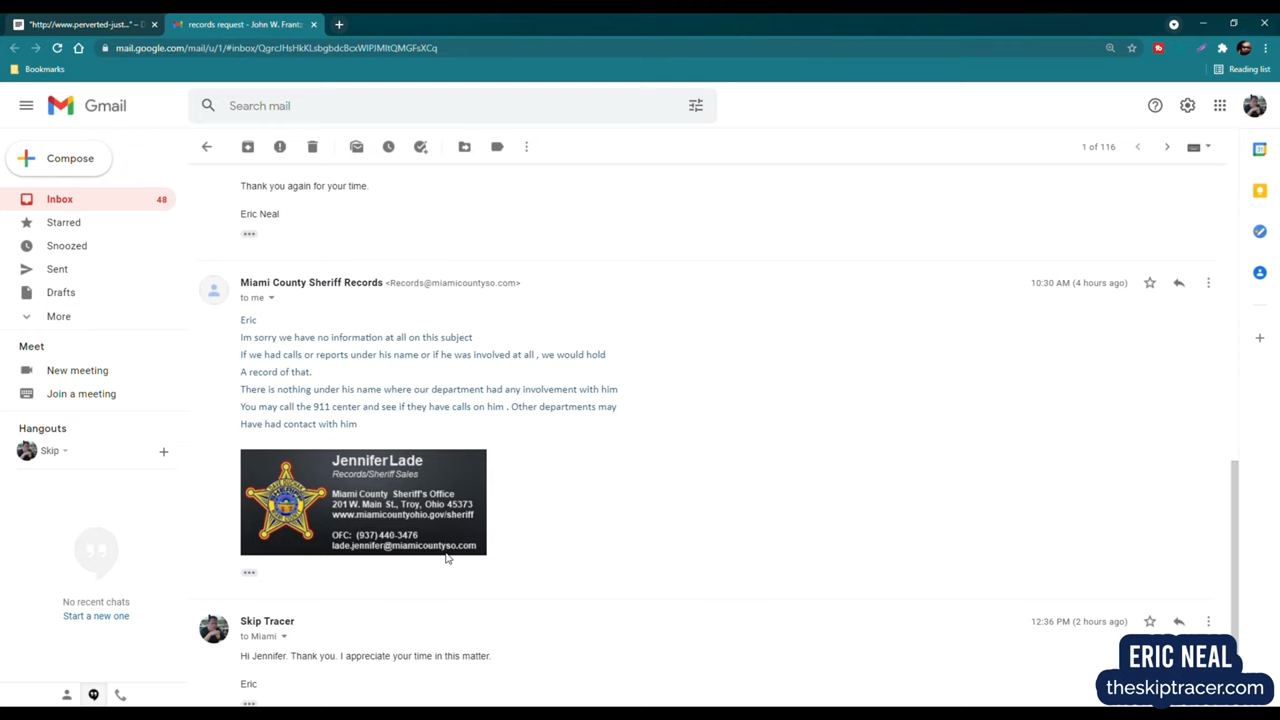 "http://www.perverted-just..." – D
records request - John W. Frantz
mail.google.com/mail/u/1/#inbox/QgrcJHsHkKLsbgbdcBcxWlPJMltQMGFsXCq
Bookmarks
Reading list
Gmail
Search mail
Compose
1 of 116
Inbox 48
Starred
Snoozed
Sent
Drafts
More
Meet
New meeting
Join a meeting
Hangouts
Skip
No recent chats
Start a new one
Thank you again for your time.
Eric Neal
Miami County Sheriff Records <Records@miamicountyso.com>
10:30 AM (4 hours ago)
to me
Eric
Im sorry we have no information at all on this subject
If we had calls or reports under his name or if he was involved at all , we would hold
A record of that.
There is nothing under his name where our department had any involvement with him
You may call the 911 center and see if they have calls on him . Other departments may
Have had contact with him
Jennifer Lade
Records/Sheriff Sales
Miami County Sheriff's Office
201 W. Main St., Troy, Ohio 45373
www.miamicountyohio.gov/sheriff
OFC: (937) 440-3476
lade.jennifer@miamicountyso.com
Skip Tracer
12:36 PM (2 hours ago)
to Miami
Hi Jennifer. Thank you. I appreciate your time in this matter.
Eric
ERIC NEAL
theskiptracer.com